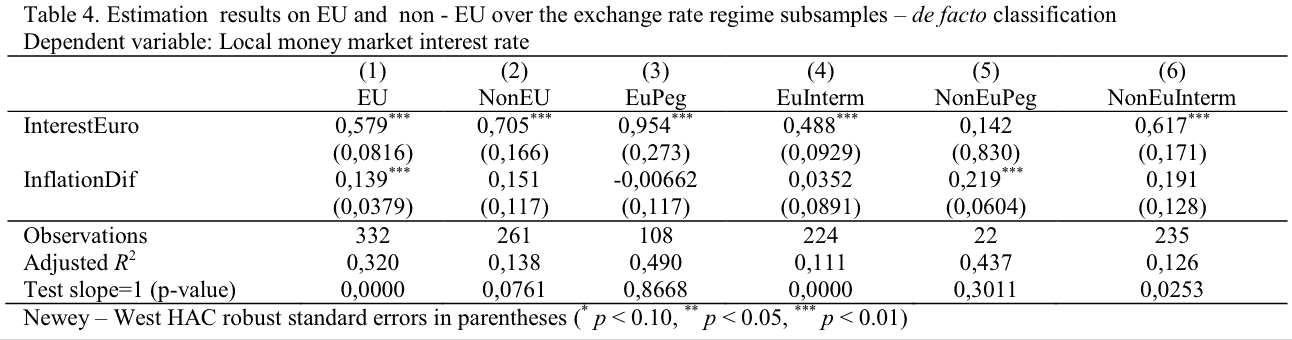 Table 4. Estimation results on EU and non - EU over the exchange rate regime subsamples – de facto classification
Dependent variable: Local money market interest rate
(1) (2) (3) (4) (5) (6)
EU NonEU EuPeg EuInterm NonEuPeg NonEuInterm
InterestEuro 0,579*** 0,705*** 0,954*** 0,488*** 0,142 0,617***
(0,0816) (0,166) (0,273) (0,0929) (0,830) (0,171)
InflationDif 0,139*** 0,151 -0,00662 0,0352 0,219*** 0,191
(0,0379) (0,117) (0,117) (0,0891) (0,0604) (0,128)
Observations 332 261 108 224 22 235
Adjusted R² 0,320 0,138 0,490 0,111 0,437 0,126
Test slope=1 (p-value) 0,0000 0,0761 0,8668 0,0000 0,3011 0,0253
Newey – West HAC robust standard errors in parentheses (* p < 0.10, ** p < 0.05, *** p < 0.01)